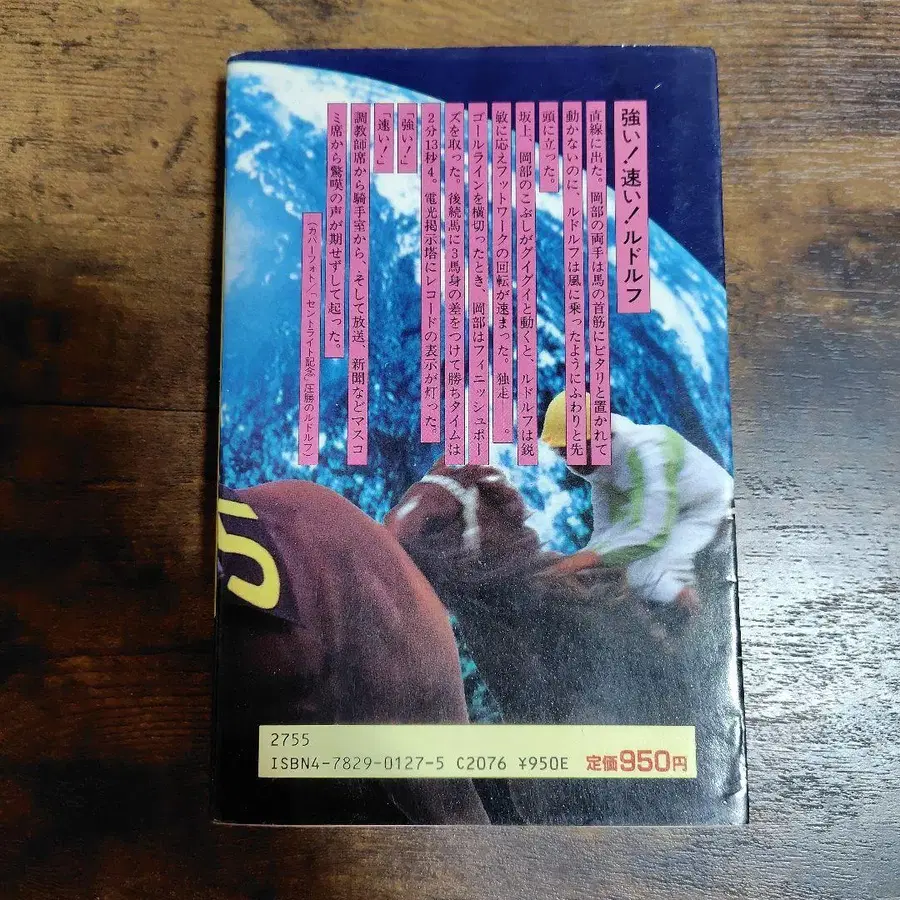 強い！速い！ルドルフ
直線に出た。岡部の両手は馬の首筋にピタリと置かれて
動かないのに、ルドルフは風に乗ったようにふわりと先
頭に立った。
坂上、岡部のこぶしがグイグイと動くと、ルドルフは鋭
敏に応えフットワークの回転が速まった。独走——。
ゴールラインを横切ったとき、岡部はフィニッシュポー
ズを取った。後続馬に3馬身の差をつけて勝ちタイムは
2分13秒4。電光掲示塔にレコードの表示が灯った。
「強い！」
「速い！」
調教師席から騎手室から、そして放送、新聞などマスコ
ミ席から驚嘆の声が期せずして起った。
（カバーフォト／「セントライト記念」圧勝のルドルフ）
5
2755
ISBN4-7829-0127-5 C2076 ¥950E 定価950円